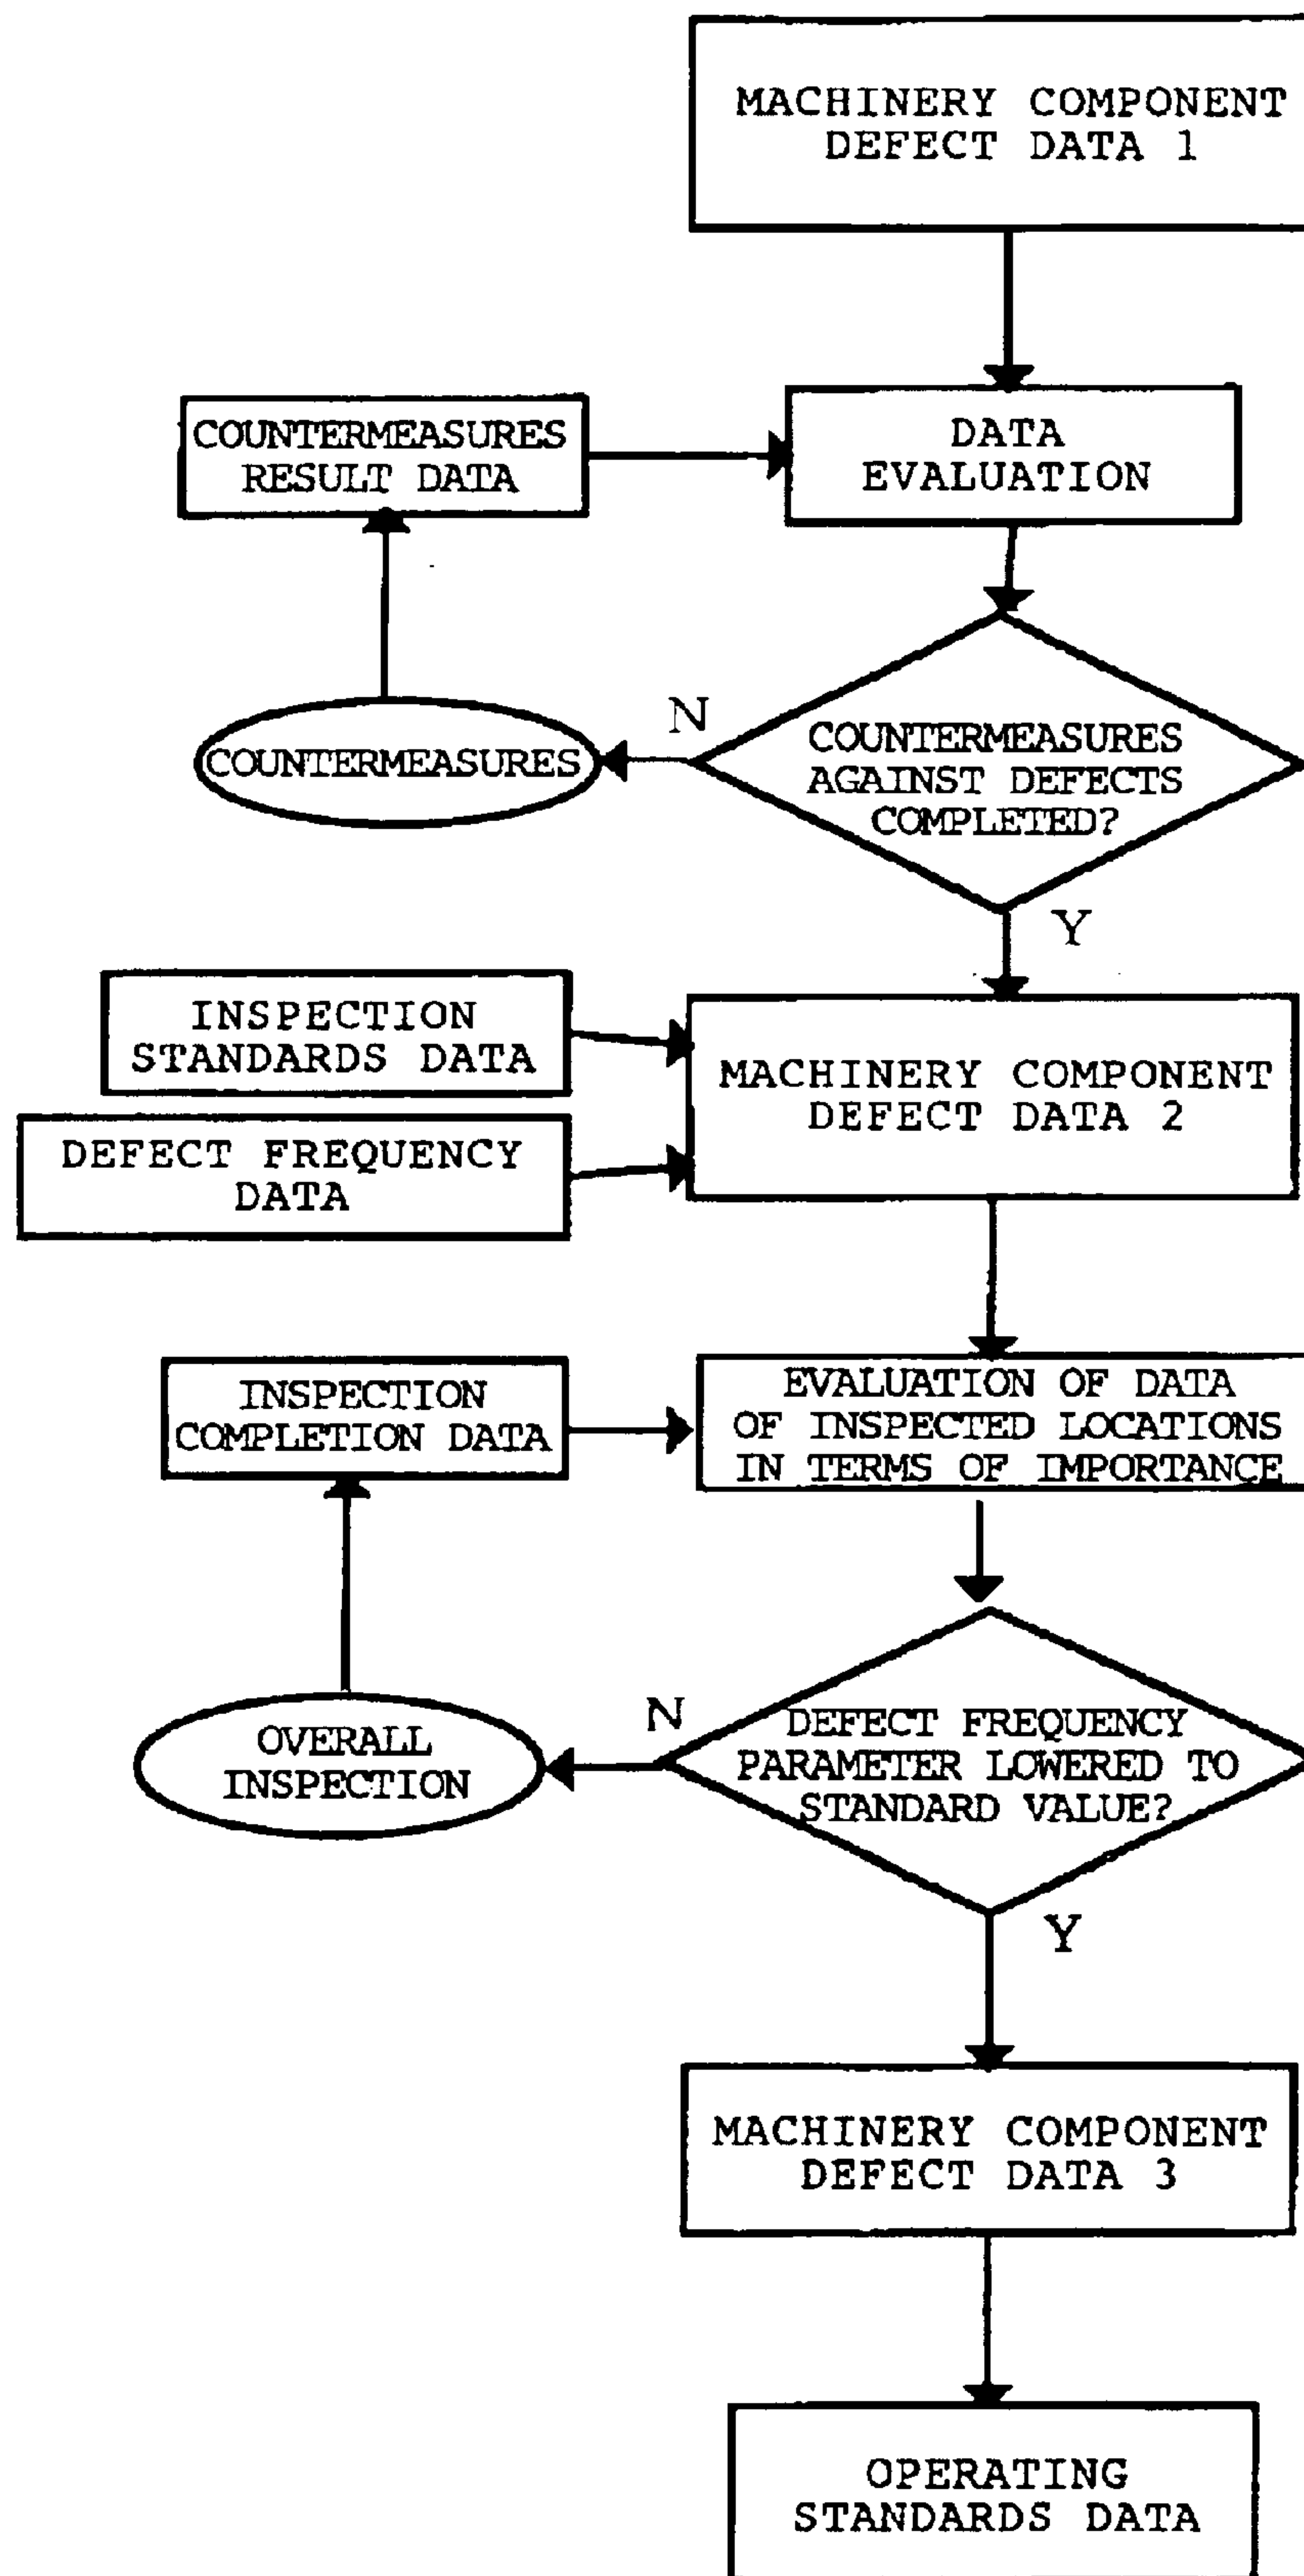 MACHINERY COMPONENT
DEFECT DATA 1
COUNTERMEASURES
RESULT DATA
DATA
EVALUATION
N
COUNTERMEASURES
COUNTERMEASURES
AGAINST DEFECTS
COMPLETED?
Y
INSPECTION
STANDARDS DATA
MACHINERY COMPONENT
DEFECT DATA 2
DEFECT FREQUENCY
DATA
INSPECTION
COMPLETION DATA
EVALUATION OF DATA
OF INSPECTED LOCATIONS
IN TERMS OF IMPORTANCE
N
OVERALL
INSPECTION
DEFECT FREQUENCY
PARAMETER LOWERED TO
STANDARD VALUE?
Y
MACHINERY COMPONENT
DEFECT DATA 3
OPERATING
STANDARDS DATA